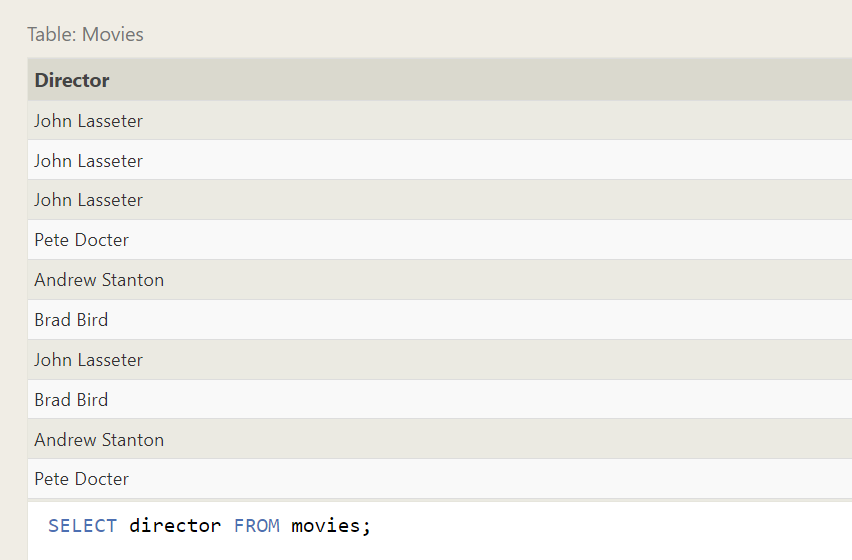 Table: Movies
Director
John Lasseter
John Lasseter
John Lasseter
Pete Docter
Andrew Stanton
Brad Bird
John Lasseter
Brad Bird
Andrew Stanton
Pete Docter
SELECT director FROM movies;